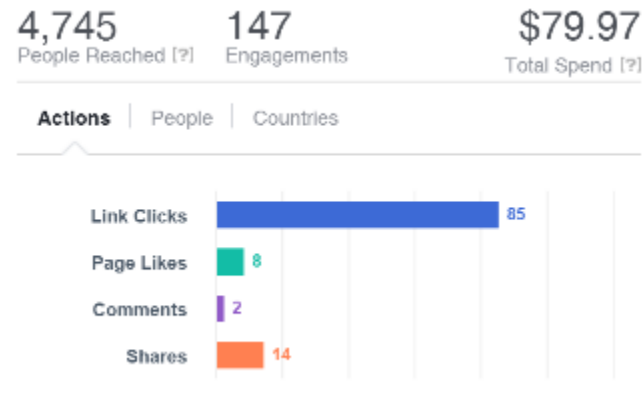 4,745 147 $79.97
People Reached [?] Engagements Total Spend [?]
Actions People Countries
Link Clicks 85
Page Likes 8
Comments 2
Shares 14